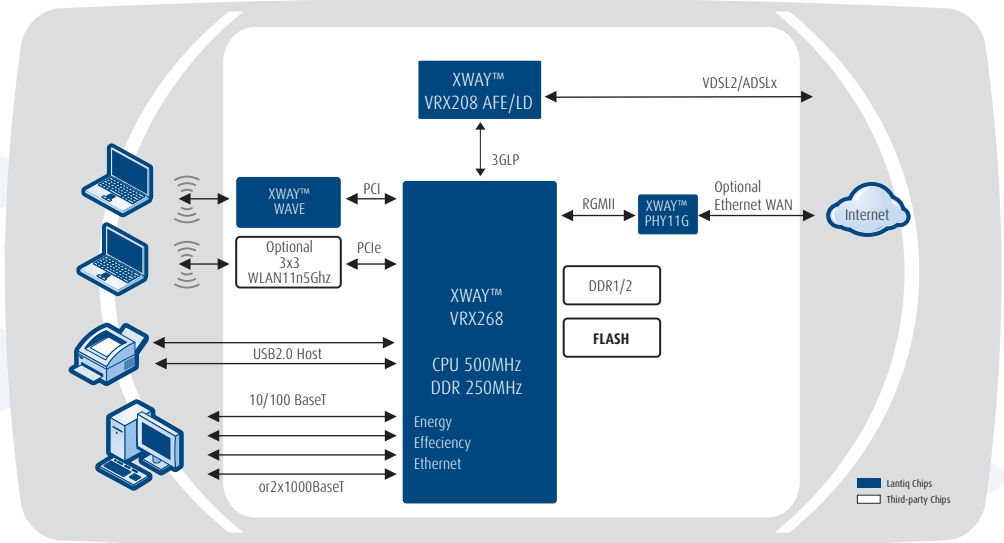 XWAY™
VRX208 AFE/LD
VDSL2/ADSLx
3GLP
XWAY™
WAVE
PCI
Optional
3x3
WLAN11n5Ghz
PCIe
RGMII
XWAY™
PHY11G
Optional
Ethernet WAN
Internet
DDR1/2
FLASH
XWAY™
VRX268
CPU 500MHz
DDR 250MHz
Energy
Effeciency
Ethernet
USB2.0 Host
10/100 BaseT
or2x1000BaseT
Lantiq Chips
Third-party Chips